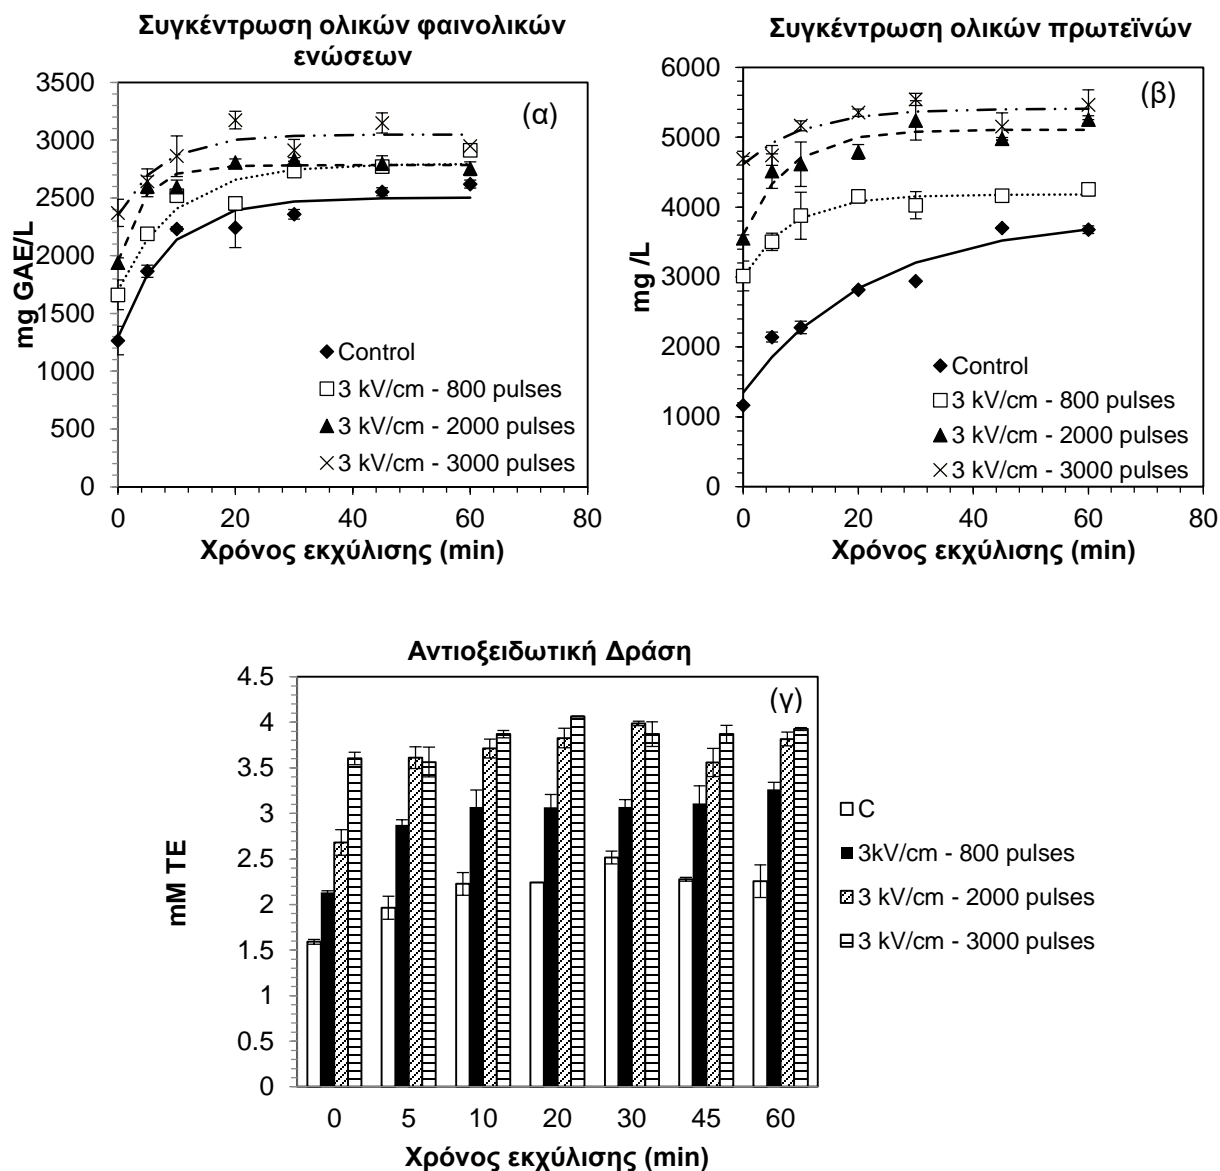 Συγκέντρωση ολικών φαινολικών
ενώσεων
(α)
mg GAE/L
3500
3000
2500
2000
1500
1000
500
0
0 20 40 60 80
Χρόνος εκχύλισης (min)
Control
3 kV/cm - 800 pulses
3 kV/cm - 2000 pulses
3 kV/cm - 3000 pulses
Συγκέντρωση ολικών πρωτεϊνών
(β)
mg /L
6000
5000
4000
3000
2000
1000
0
0 20 40 60 80
Χρόνος εκχύλισης (min)
Control
3 kV/cm - 800 pulses
3 kV/cm - 2000 pulses
3 kV/cm - 3000 pulses
Αντιοξειδωτική Δράση
(γ)
mM TE
4.5
4
3.5
3
2.5
2
1.5
1
0.5
0
0 5 10 20 30 45 60
Χρόνος εκχύλισης (min)
C
3kV/cm - 800 pulses
3 kV/cm - 2000 pulses
3 kV/cm - 3000 pulses